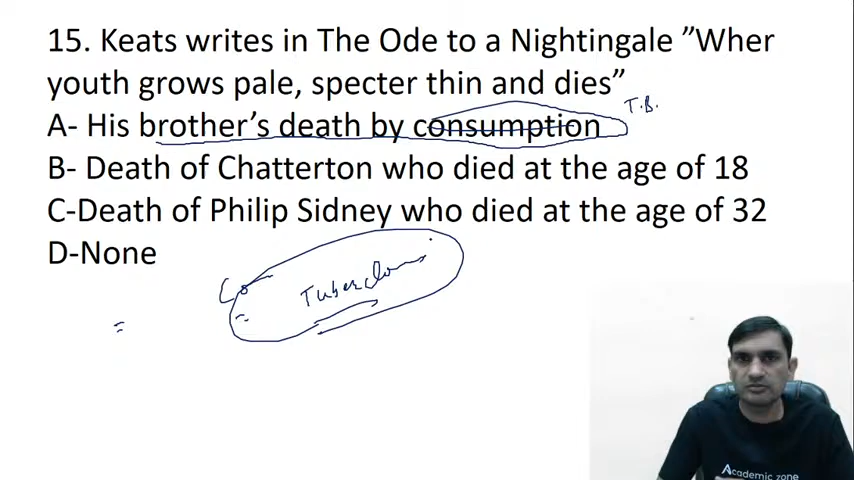 15. Keats writes in The Ode to a Nightingale ”Wher
youth grows pale, specter thin and dies”
T.B.
A- His brother’s death by consumption
B- Death of Chatterton who died at the age of 18
C-Death of Philip Sidney who died at the age of 32
D-None
Co
Academic zone